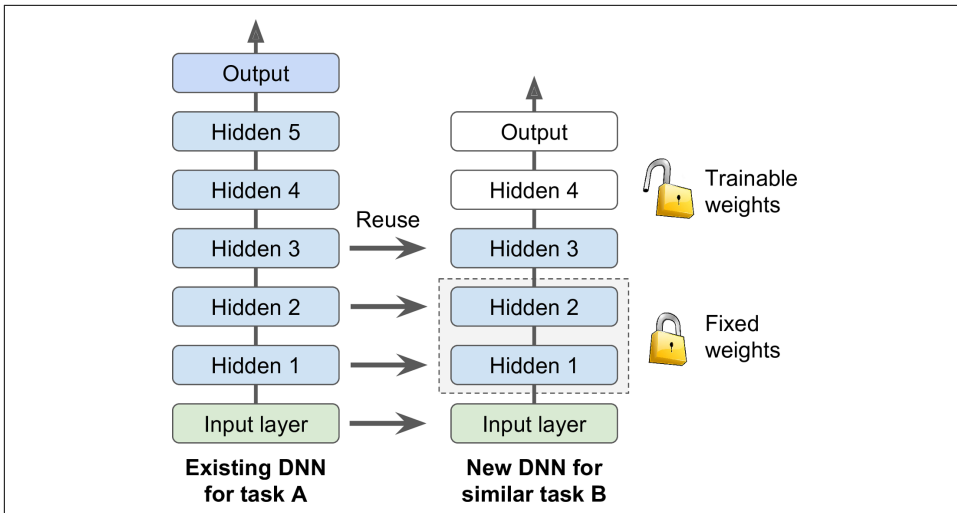 Output
Hidden 5
Hidden 4
Hidden 3
Hidden 2
Hidden 1
Input layer
Existing DNN
for task A
Reuse
Output
Hidden 4
Hidden 3
Hidden 2
Hidden 1
Input layer
New DNN for
similar task B
Trainable
weights
Fixed
weights